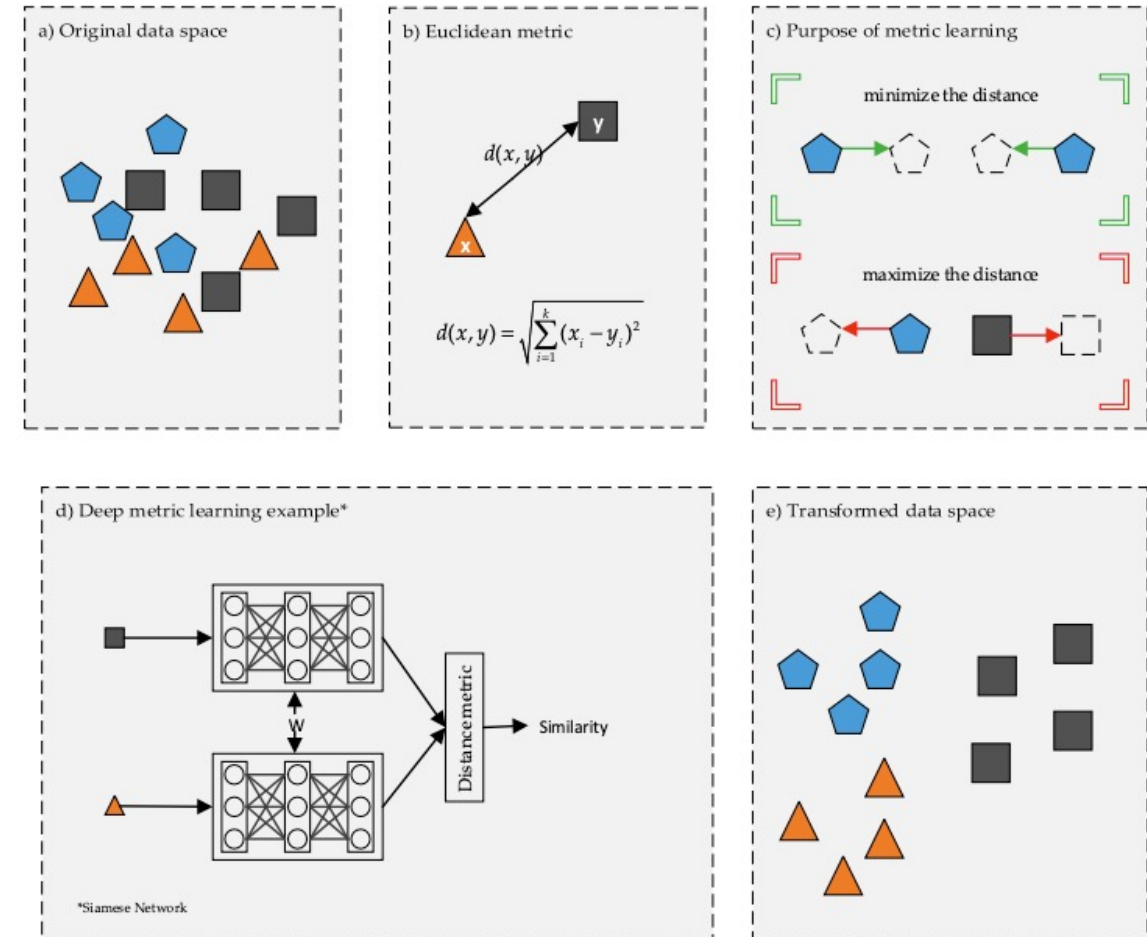 a) Original data space
b) Euclidean metric
y
d(x, y)
x
d(x, y) = √∑_{i=1}^{k} (x_i − y_i)^2
c) Purpose of metric learning
minimize the distance
maximize the distance
d) Deep metric learning example*
W
Distance metric
Similarity
*Siamese Network
e) Transformed data space